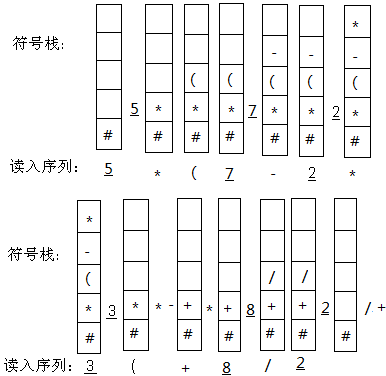 *
符号栈: - - -
( ( ( ( (
5 * * * 7 * * 2 *
# # # # # # #
读入序列: 5 * ( 7 - 2 *
*
符号栈: -
( / /
* 3 * * - + * + 8 + + 2 / +
# # # # # # #
读入序列: 3 ( + 8 / 2